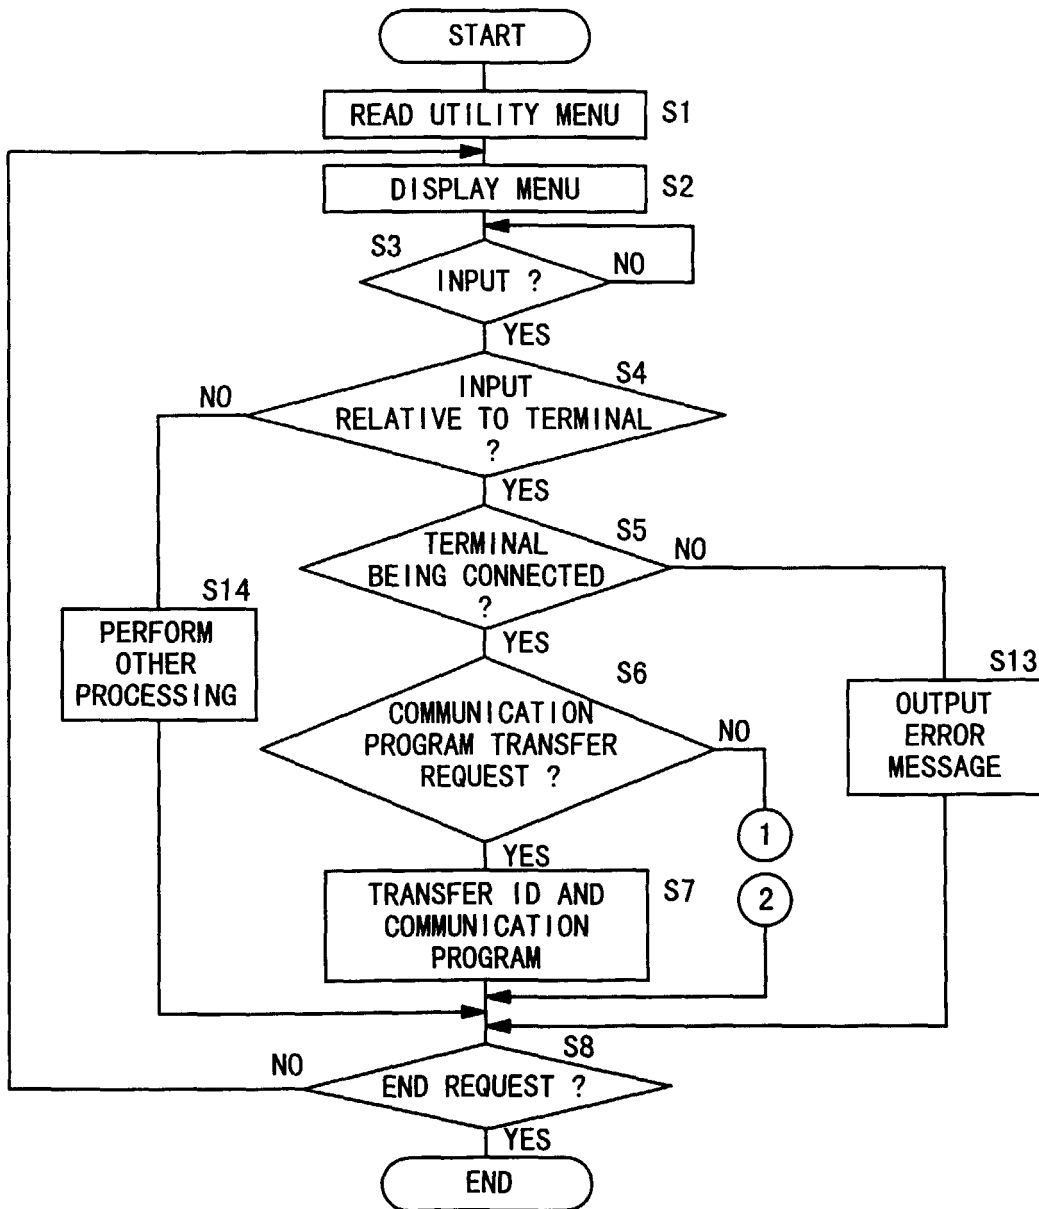 START
READ UTILITY MENU
S1
DISPLAY MENU
S2
S3
INPUT ?
NO
YES
S4
INPUT
RELATIVE TO TERMINAL
?
NO
YES
S5
TERMINAL
BEING CONNECTED
?
NO
YES
S14
PERFORM
OTHER
PROCESSING
S13
OUTPUT
ERROR
MESSAGE
S6
COMMUNICATION
PROGRAM TRANSFER
REQUEST ?
NO
1
YES
2
S7
TRANSFER ID AND
COMMUNICATION
PROGRAM
S8
NO
END REQUEST ?
YES
END